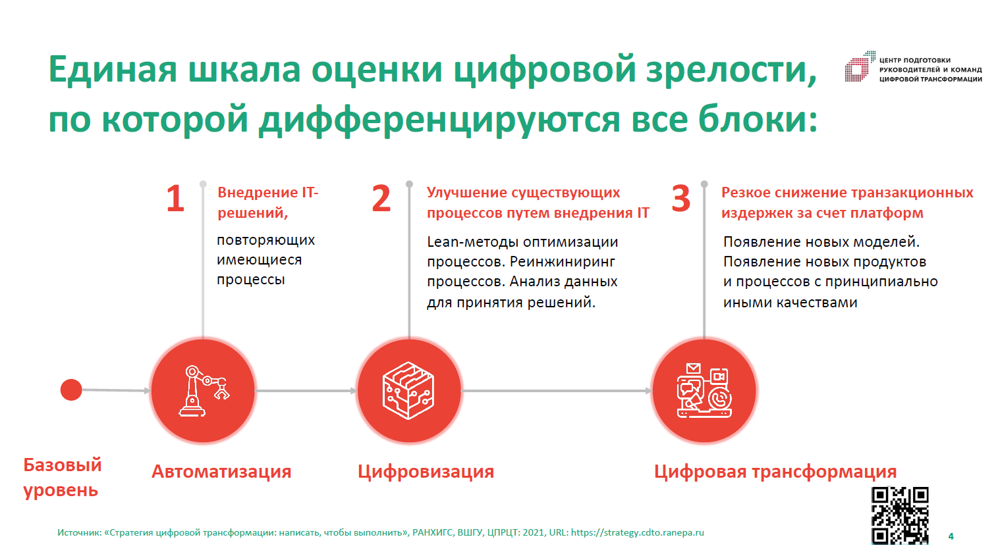 Единая шкала оценки цифровой зрелости,
по которой дифференцируются все блоки:
ЦЕНТР ПОДГОТОВКИ
РУКОВОДИТЕЛЕЙ И КОМАНД
ЦИФРОВОЙ ТРАНСФОРМАЦИИ
1
Внедрение IT-
решений,
повторяющих
имеющиеся
процессы
2
Улучшение существующих
процессов путем внедрения IT
Lean-методы оптимизации
процессов. Реинжиниринг
процессов. Анализ данных
для принятия решений.
3
Резкое снижение транзакционных
издержек за счет платформ
Появление новых моделей.
Появление новых продуктов
и процессов с принципиально
иными качествами
Базовый
уровень
Автоматизация
Цифровизация
Цифровая трансформация
Источник: «Стратегия цифровой трансформации: написать, чтобы выполнить», РАНХИГС, ВШГУ, ЦПРЦТ: 2021, URL: https://strategy.cdto.ranepa.ru
4